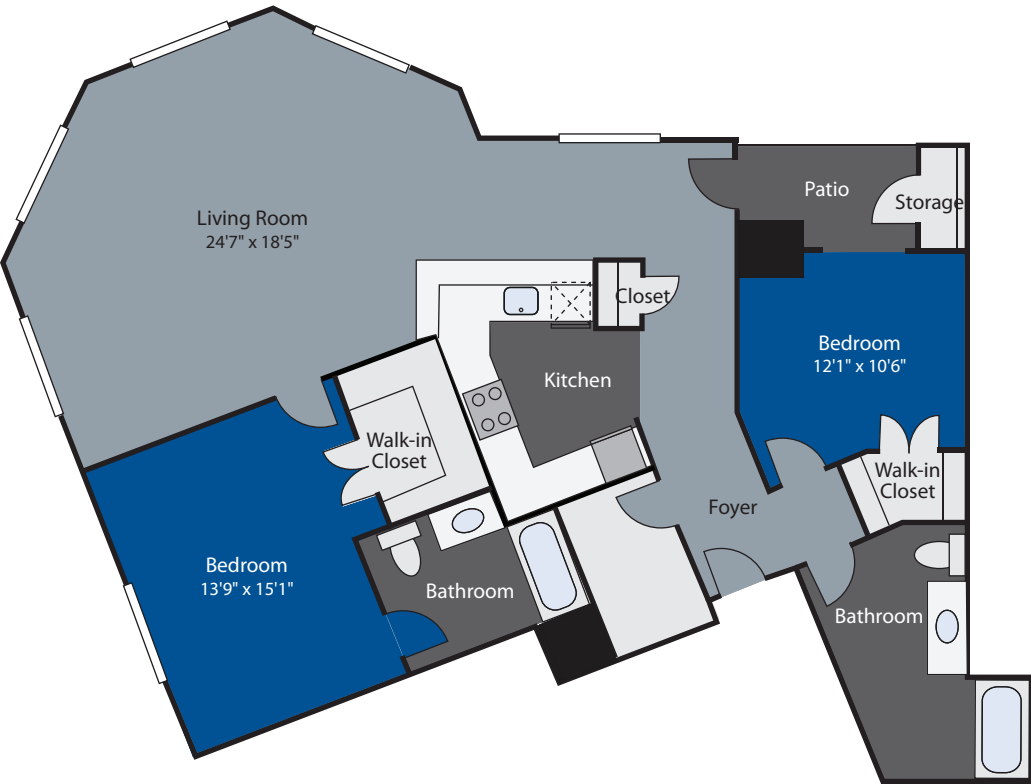 Living Room
24'7" x 18'5"
Patio
Storage
Closet
Bedroom
12'1" x 10'6"
Kitchen
Walk-in
Closet
Walk-in
Closet
Foyer
Bedroom
13'9" x 15'1"
Bathroom
Bathroom